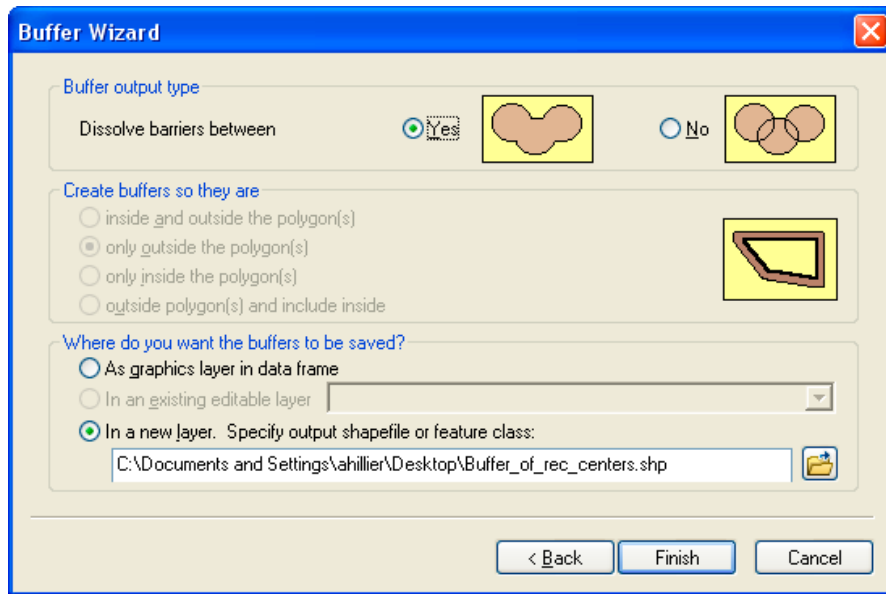 Buffer Wizard
Buffer output type
Dissolve barriers between
Yes
No
Create buffers so they are
inside and outside the polygon(s)
only outside the polygon(s)
only inside the polygon(s)
outside polygon(s) and include inside
Where do you want the buffers to be saved?
As graphics layer in data frame
In an existing editable layer
In a new layer. Specify output shapefile or feature class:
C:\Documents and Settings\ahillier\Desktop\Buffer_of_rec_centers.shp
< Back
Finish
Cancel